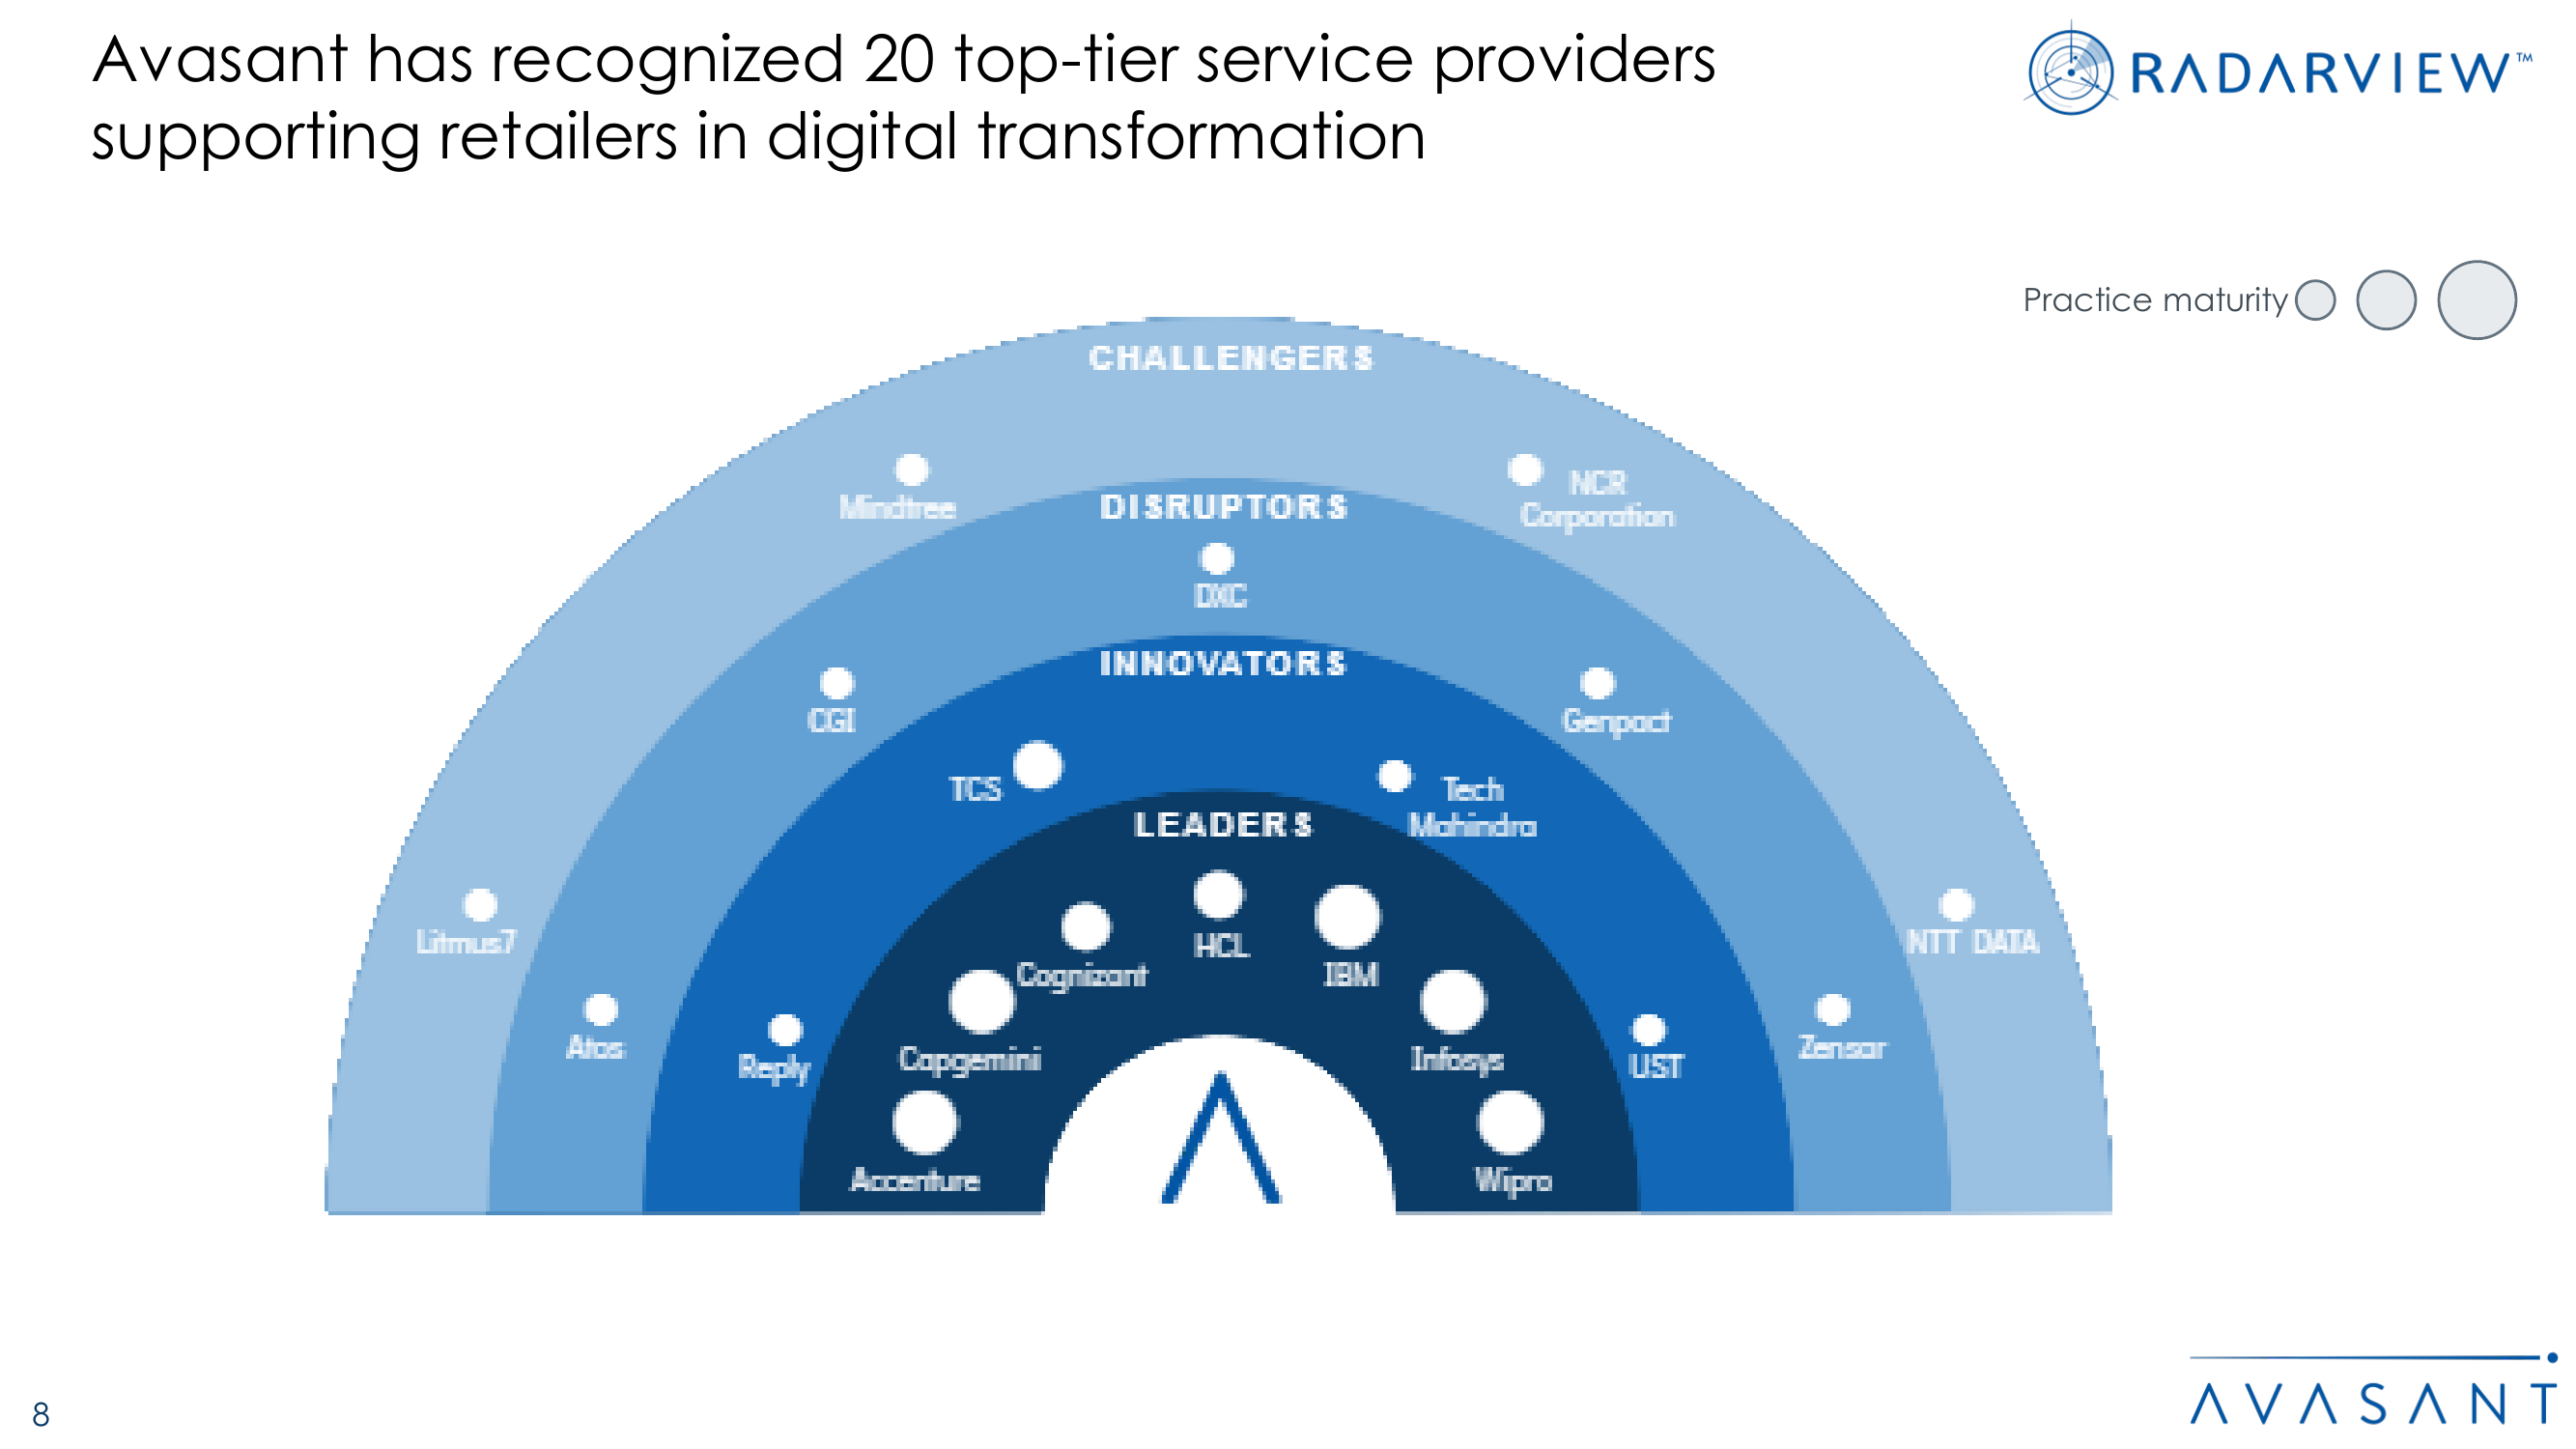 Avasant has recognized 20 top-tier service providers
supporting retailers in digital transformation
RADARVIEW™
Practice maturity
CHALLENGERS
Mindtree
NCR
Corporation
DISRUPTORS
DXC
INNOVATORS
CGI
Genpact
TCS
Tech
Mahindra
LEADERS
Litmus7
NTT DATA
HCL
Cognizant
IBM
Atos
Zensar
Reply
Capgemini
Infosys
UST
Accenture
Wipro
8
AVASANT